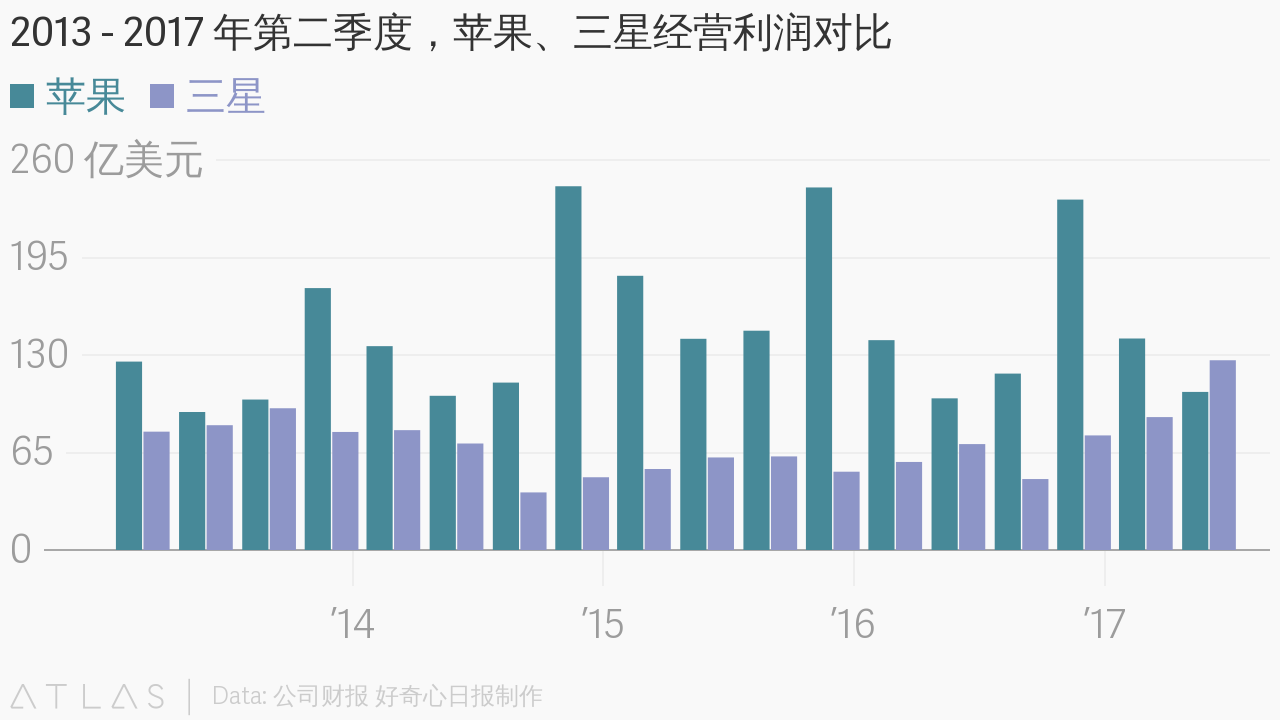 2013 - 2017 年第二季度，苹果、三星经营利润对比
苹果 三星
260 亿美元
195
130
65
0
’14 ’15 ’16 ’17
ATLAS | Data: 公司财报 好奇心日报制作